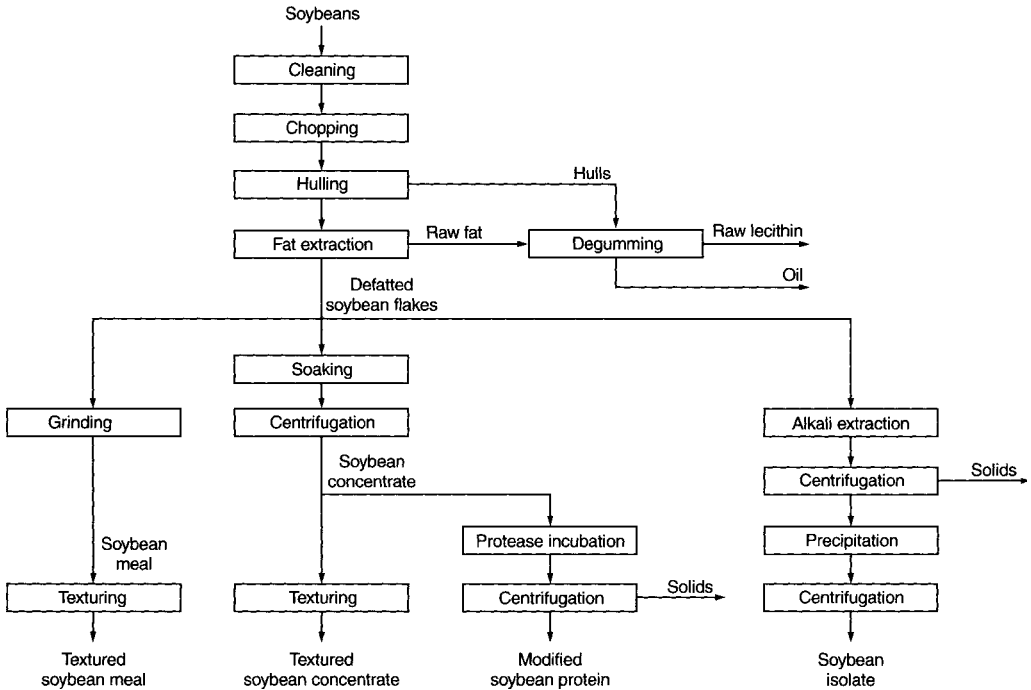 Soybeans
Cleaning
Chopping
Hulling
Hulls
Fat extraction
Raw fat
Degumming
Raw lecithin
Oil
Defatted
soybean flakes
Soaking
Grinding
Centrifugation
Alkali extraction
Soybean
concentrate
Centrifugation
Solids
Protease incubation
Precipitation
Soybean
meal
Texturing
Texturing
Centrifugation
Solids
Centrifugation
Textured
soybean meal
Textured
soybean concentrate
Modified
soybean protein
Soybean
isolate